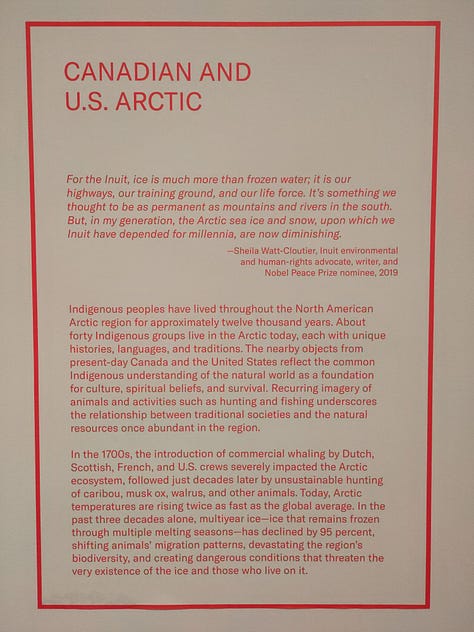 CANADIAN AND
U.S. ARCTIC
For the Inuit, ice is much more than frozen water; it is our
highways, our training ground, and our life force. It's something we
thought to be as permanent as mountains and rivers in the south.
But, in my generation, the Arctic sea ice and snow, upon which we
Inuit have depended for millennia, are now diminishing.
—Sheila Watt-Cloutier, Inuit environmental
and human-rights advocate, writer, and
Nobel Peace Prize nominee, 2019
Indigenous peoples have lived throughout the North American
Arctic region for approximately twelve thousand years. About
forty Indigenous groups live in the Arctic today, each with unique
histories, languages, and traditions. The nearby objects from
present-day Canada and the United States reflect the common
Indigenous understanding of the natural world as a foundation
for culture, spiritual beliefs, and survival. Recurring imagery of
animals and activities such as hunting and fishing underscores
the relationship between traditional societies and the natural
resources once abundant in the region.
In the 1700s, the introduction of commercial whaling by Dutch,
Scottish, French, and U.S. crews severely impacted the Arctic
ecosystem, followed just decades later by unsustainable hunting
of caribou, musk ox, walrus, and other animals. Today, Arctic
temperatures are rising twice as fast as the global average. In the
past three decades alone, multiyear ice—ice that remains frozen
through multiple melting seasons—has declined by 95 percent,
shifting animals' migration patterns, devastating the region's
biodiversity, and creating dangerous conditions that threaten the
very existence of the ice and those who live on it.